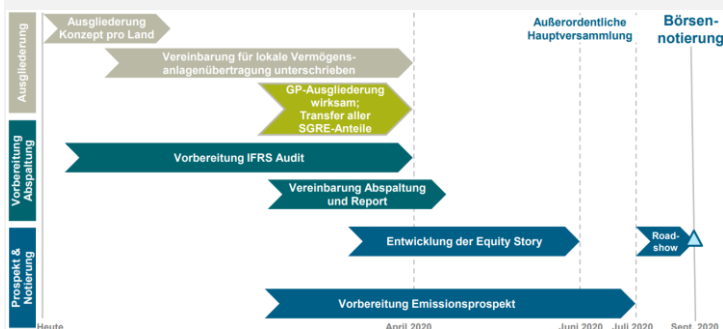 Ausgliederung
Konzept pro Land
Außerordentliche
Hauptversammlung
Börsen-
notierung
Ausgliederung
Vereinbarung für lokale Vermögens-
anlagenübertragung unterschrieben
GP-Ausgliederung
wirksam;
Transfer aller
SGRE-Anteile
Vorbereitung
Abspaltung
Vorbereitung IFRS Audit
Vereinbarung Abspaltung
und Report
Prospekt &
Notierung
Entwicklung der Equity Story
Road-
show
Vorbereitung Emissionsprospekt
Heute
April 2020
Juni 2020
Juli 2020
Sept. 2020